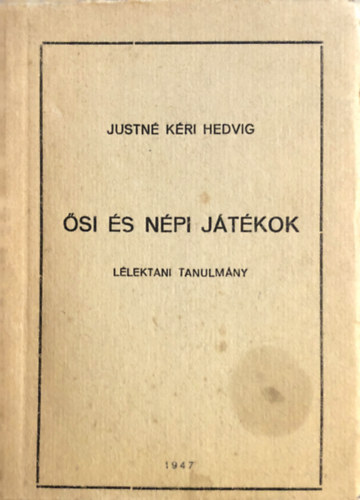 JUSTNÉ KÉRI HEDVIG
ŐSI ÉS NÉPI JÁTÉKOK
LÉLEKTANI TANULMÁNY
1947